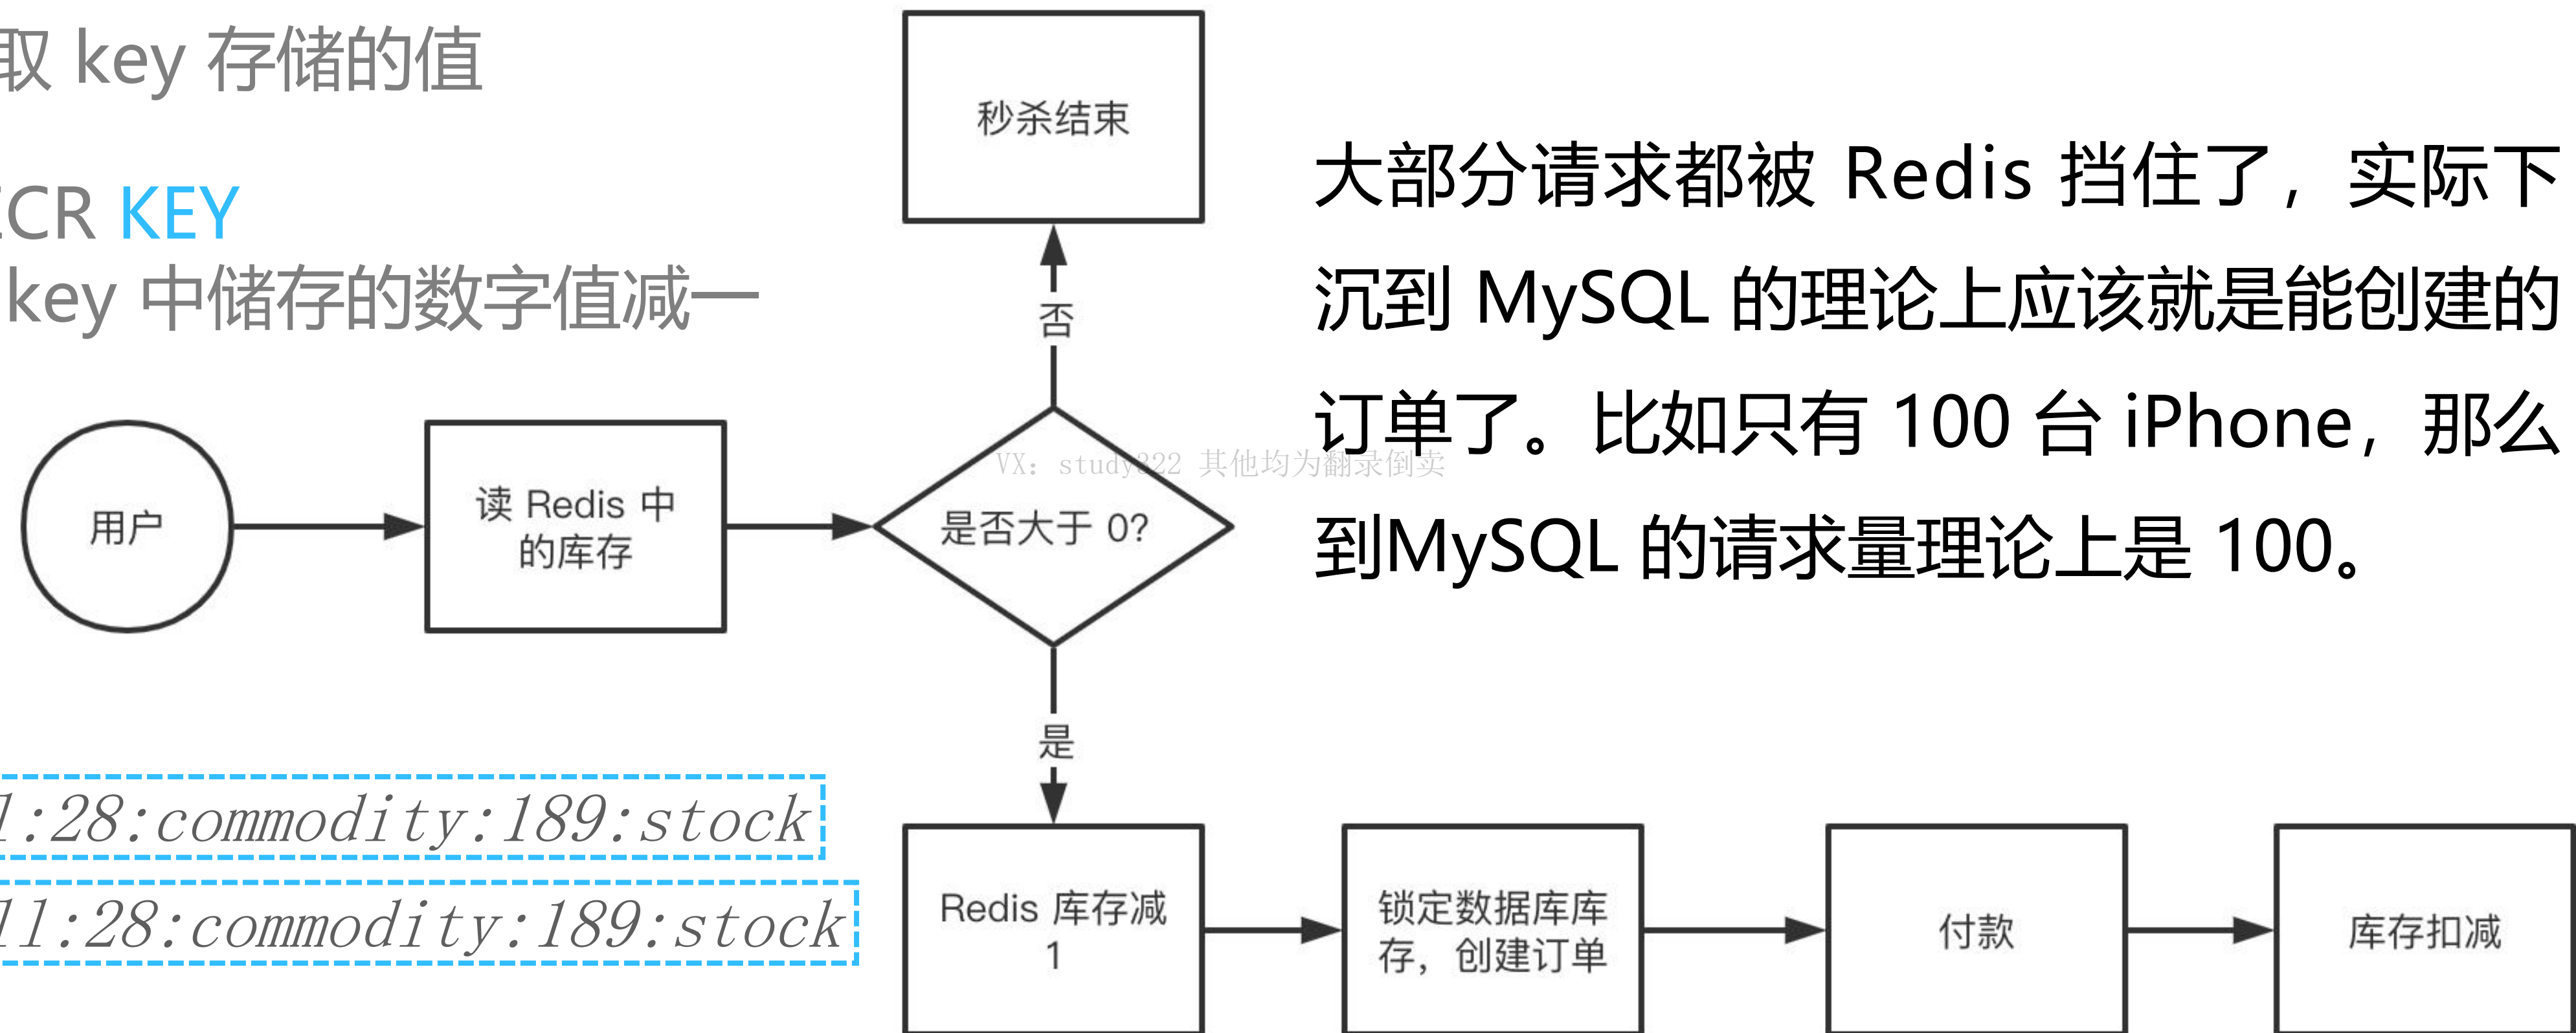 取 key 存储的值
ECR KEY
key 中储存的数字值减一
秒杀结束
否
用户
读 Redis 中
的库存
是否大于 0?
是
Redis 库存减
1
锁定数据库库
存，创建订单
付款
库存扣减
大部分请求都被 Redis 挡住了，实际下
沉到 MySQL 的理论上应该就是能创建的
订单了。比如只有 100 台 iPhone，那么
到MySQL 的请求量理论上是 100。
VX: study322 其他均为翻录倒卖
l:28:commodity:189:stock
ll:28:commodity:189:stock